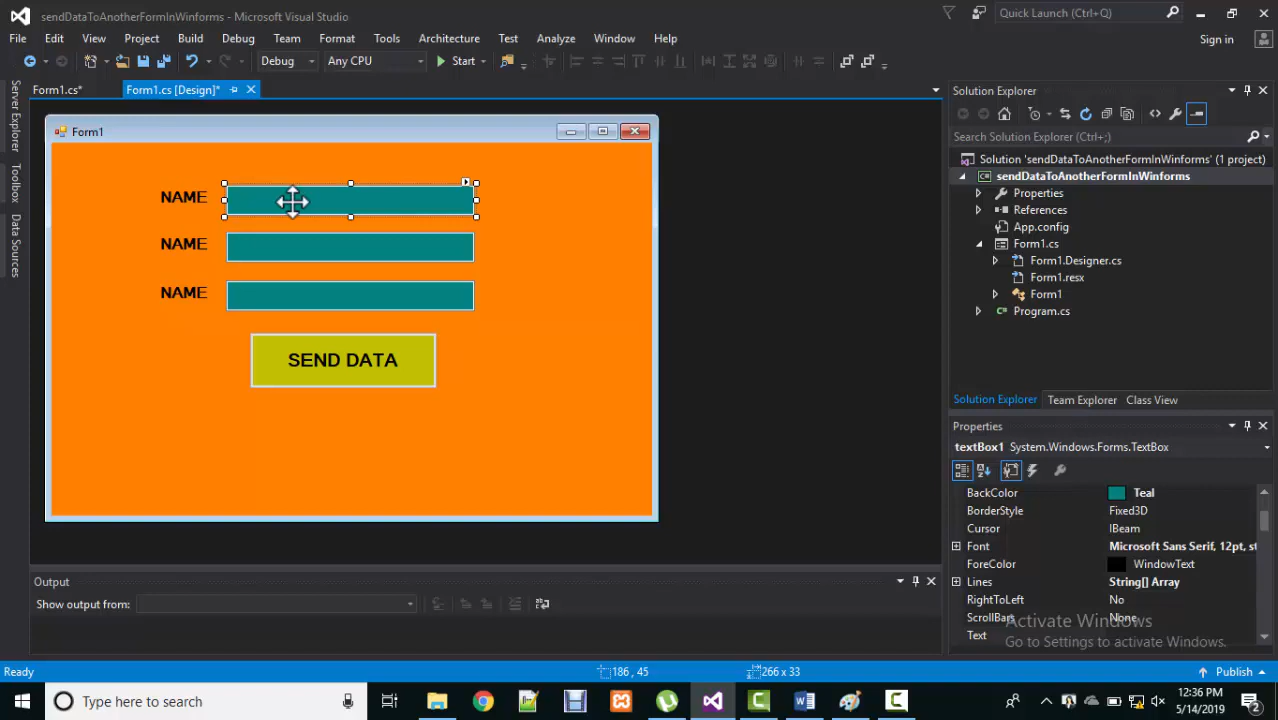 sendDataToAnotherFormInWinforms - Microsoft Visual Studio
Quick Launch (Ctrl+Q)
File Edit View Project Build Debug Team Format Tools Architecture Test Analyze Window Help
Sign in
Debug Any CPU Start
Form1.cs* Form1.cs [Design]*
Server Explorer
Toolbox
Data Sources
Form1
NAME
NAME
NAME
SEND DATA
Solution Explorer
Search Solution Explorer (Ctrl+;)
Solution 'sendDataToAnotherFormInWinforms' (1 project)
sendDataToAnotherFormInWinforms
Properties
References
App.config
Form1.cs
Form1.Designer.cs
Form1.resx
Form1
Program.cs
Solution Explorer Team Explorer Class View
Properties
textBox1 System.Windows.Forms.TextBox
BackColor Teal
BorderStyle Fixed3D
Cursor IBeam
Font Microsoft Sans Serif, 12pt, st
ForeColor WindowText
Lines String[] Array
RightToLeft No
ScrollBars None
Text
Activate Windows
Go to Settings to activate Windows.
Output
Show output from:
Ready 186 , 45 266 x 33 Publish
Type here to search
12:36 PM
5/14/2019
2